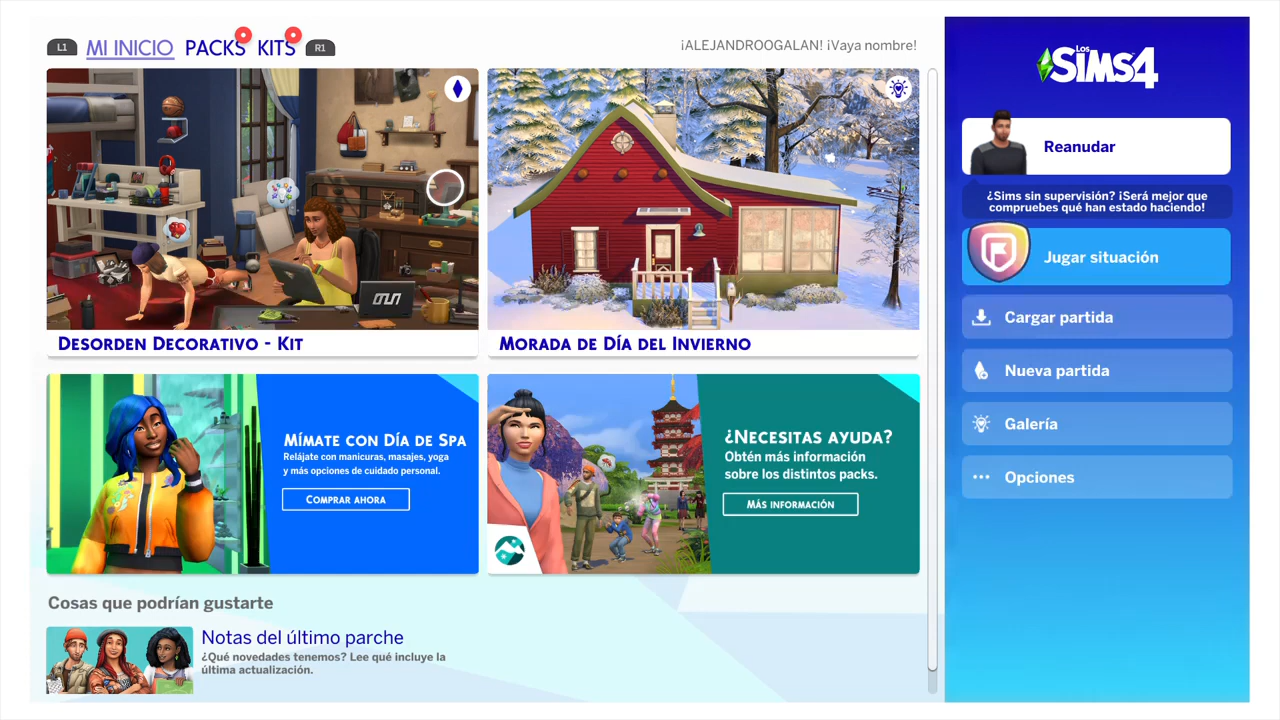 L1 MI INICIO PACKS KITS R1
¡ALEJANDROOGALAN! ¡Vaya nombre!
DESORDEN DECORATIVO - KIT
MORADA DE DÍA DEL INVIERNO
MÍMATE CON DÍA DE SPA
Relájate con manicuras, masajes, yoga
y más opciones de cuidado personal.
COMPRAR AHORA
¿NECESITAS AYUDA?
Obtén más información
sobre los distintos packs.
MÁS INFORMACIÓN
Cosas que podrían gustarte
Notas del último parche
¿Qué novedades tenemos? Lee qué incluye la
última actualización.
LOS SIMS 4
Reanudar
¿Sims sin supervisión? ¡Será mejor que
compruebes qué han estado haciendo!
Jugar situación
Cargar partida
Nueva partida
Galería
Opciones